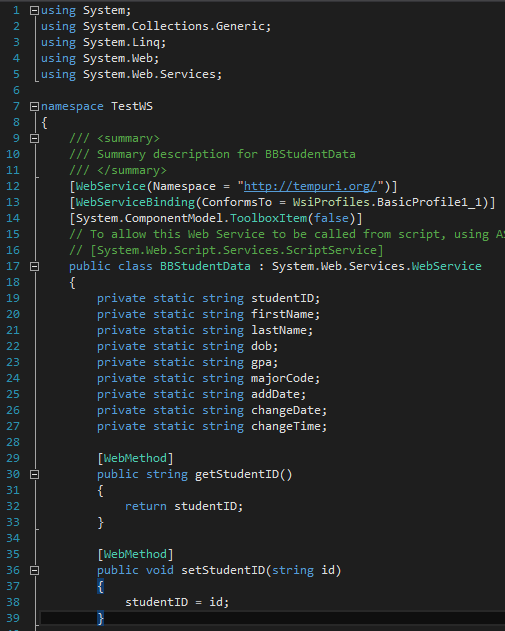 1 using System;
2 using System.Collections.Generic;
3 using System.Linq;
4 using System.Web;
5 using System.Web.Services;
6
7 namespace TestWS
8 {
9 /// <summary>
10 /// Summary description for BBStudentData
11 /// </summary>
12 [WebService(Namespace = "http://tempuri.org/")]
13 [WebServiceBinding(ConformsTo = WsiProfiles.BasicProfile1_1)]
14 [System.ComponentModel.ToolboxItem(false)]
15 // To allow this Web Service to be called from script, using AS
16 // [System.Web.Script.Services.ScriptService]
17 public class BBStudentData : System.Web.Services.WebService
18 {
19 private static string studentID;
20 private static string firstName;
21 private static string lastName;
22 private static string dob;
23 private static string gpa;
24 private static string majorCode;
25 private static string addDate;
26 private static string changeDate;
27 private static string changeTime;
28
29 [WebMethod]
30 public string getStudentID()
31 {
32 return studentID;
33 }
34
35 [WebMethod]
36 public void setStudentID(string id)
37 {
38 studentID = id;
39 }